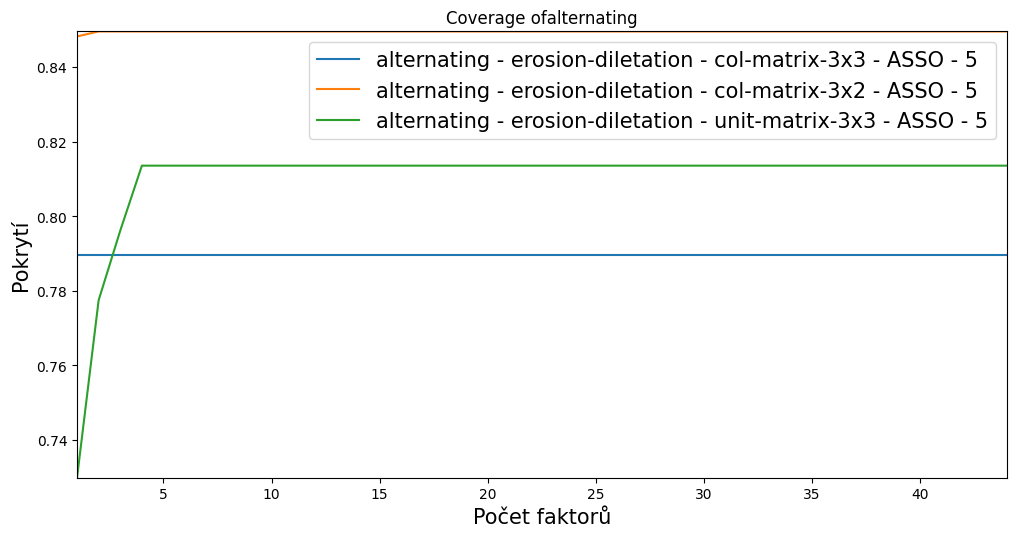 Coverage ofalternating
alternating - erosion-diletation - col-matrix-3x3 - ASSO - 5
alternating - erosion-diletation - col-matrix-3x2 - ASSO - 5
alternating - erosion-diletation - unit-matrix-3x3 - ASSO - 5
Pokrytí
0.84
0.82
0.80
0.78
0.76
0.74
5 10 15 20 25 30 35 40
Počet faktorů